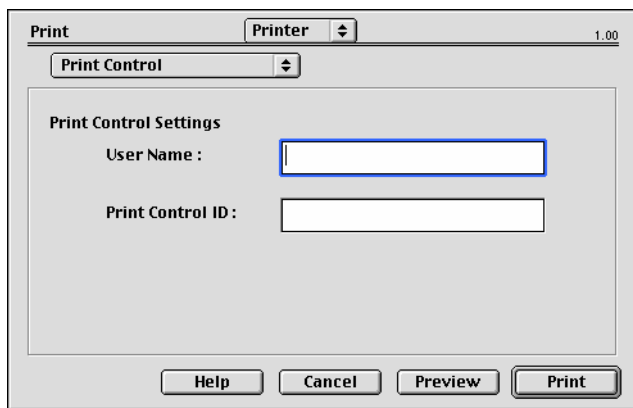 Print Printer 1.00
Print Control
Print Control Settings
User Name :
Print Control ID :
Help Cancel Preview Print